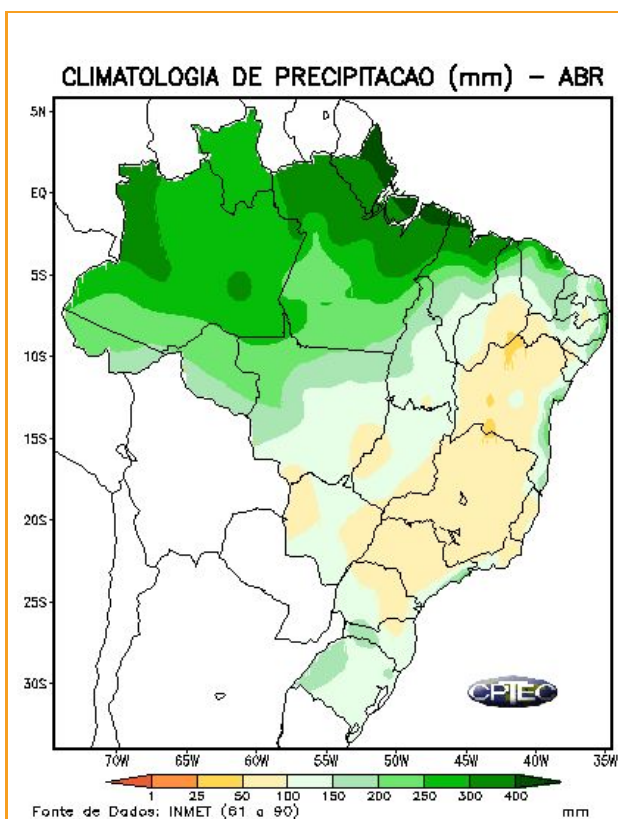 CLIMATOLOGIA DE PRECIPITACAO (mm) – ABR
5N
EQ
5S
10S
15S
20S
25S
30S
CPTEC
70W 65W 60W 55W 50W 45W 40W 35W
1 25 50 100 150 200 250 300 400
Fonte de Dados: INMET (61 a 90) mm